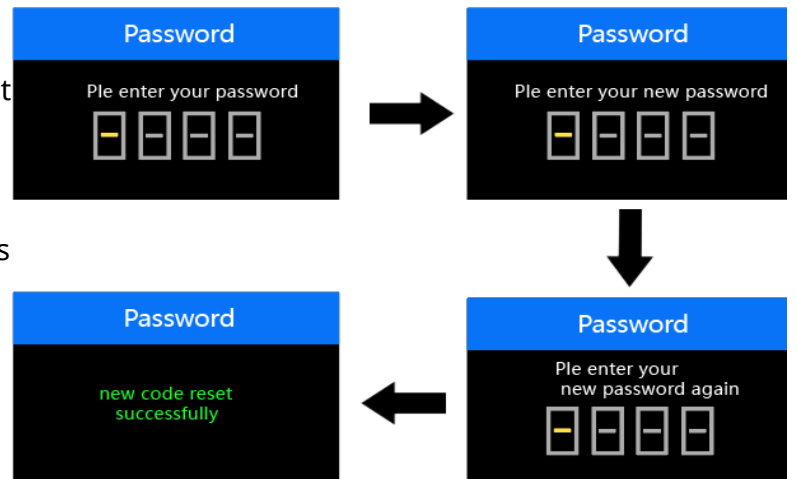 Password
Ple enter your password
t
Password
Ple enter your new password
s
Password
Ple enter your
new password again
Password
new code reset
successfully